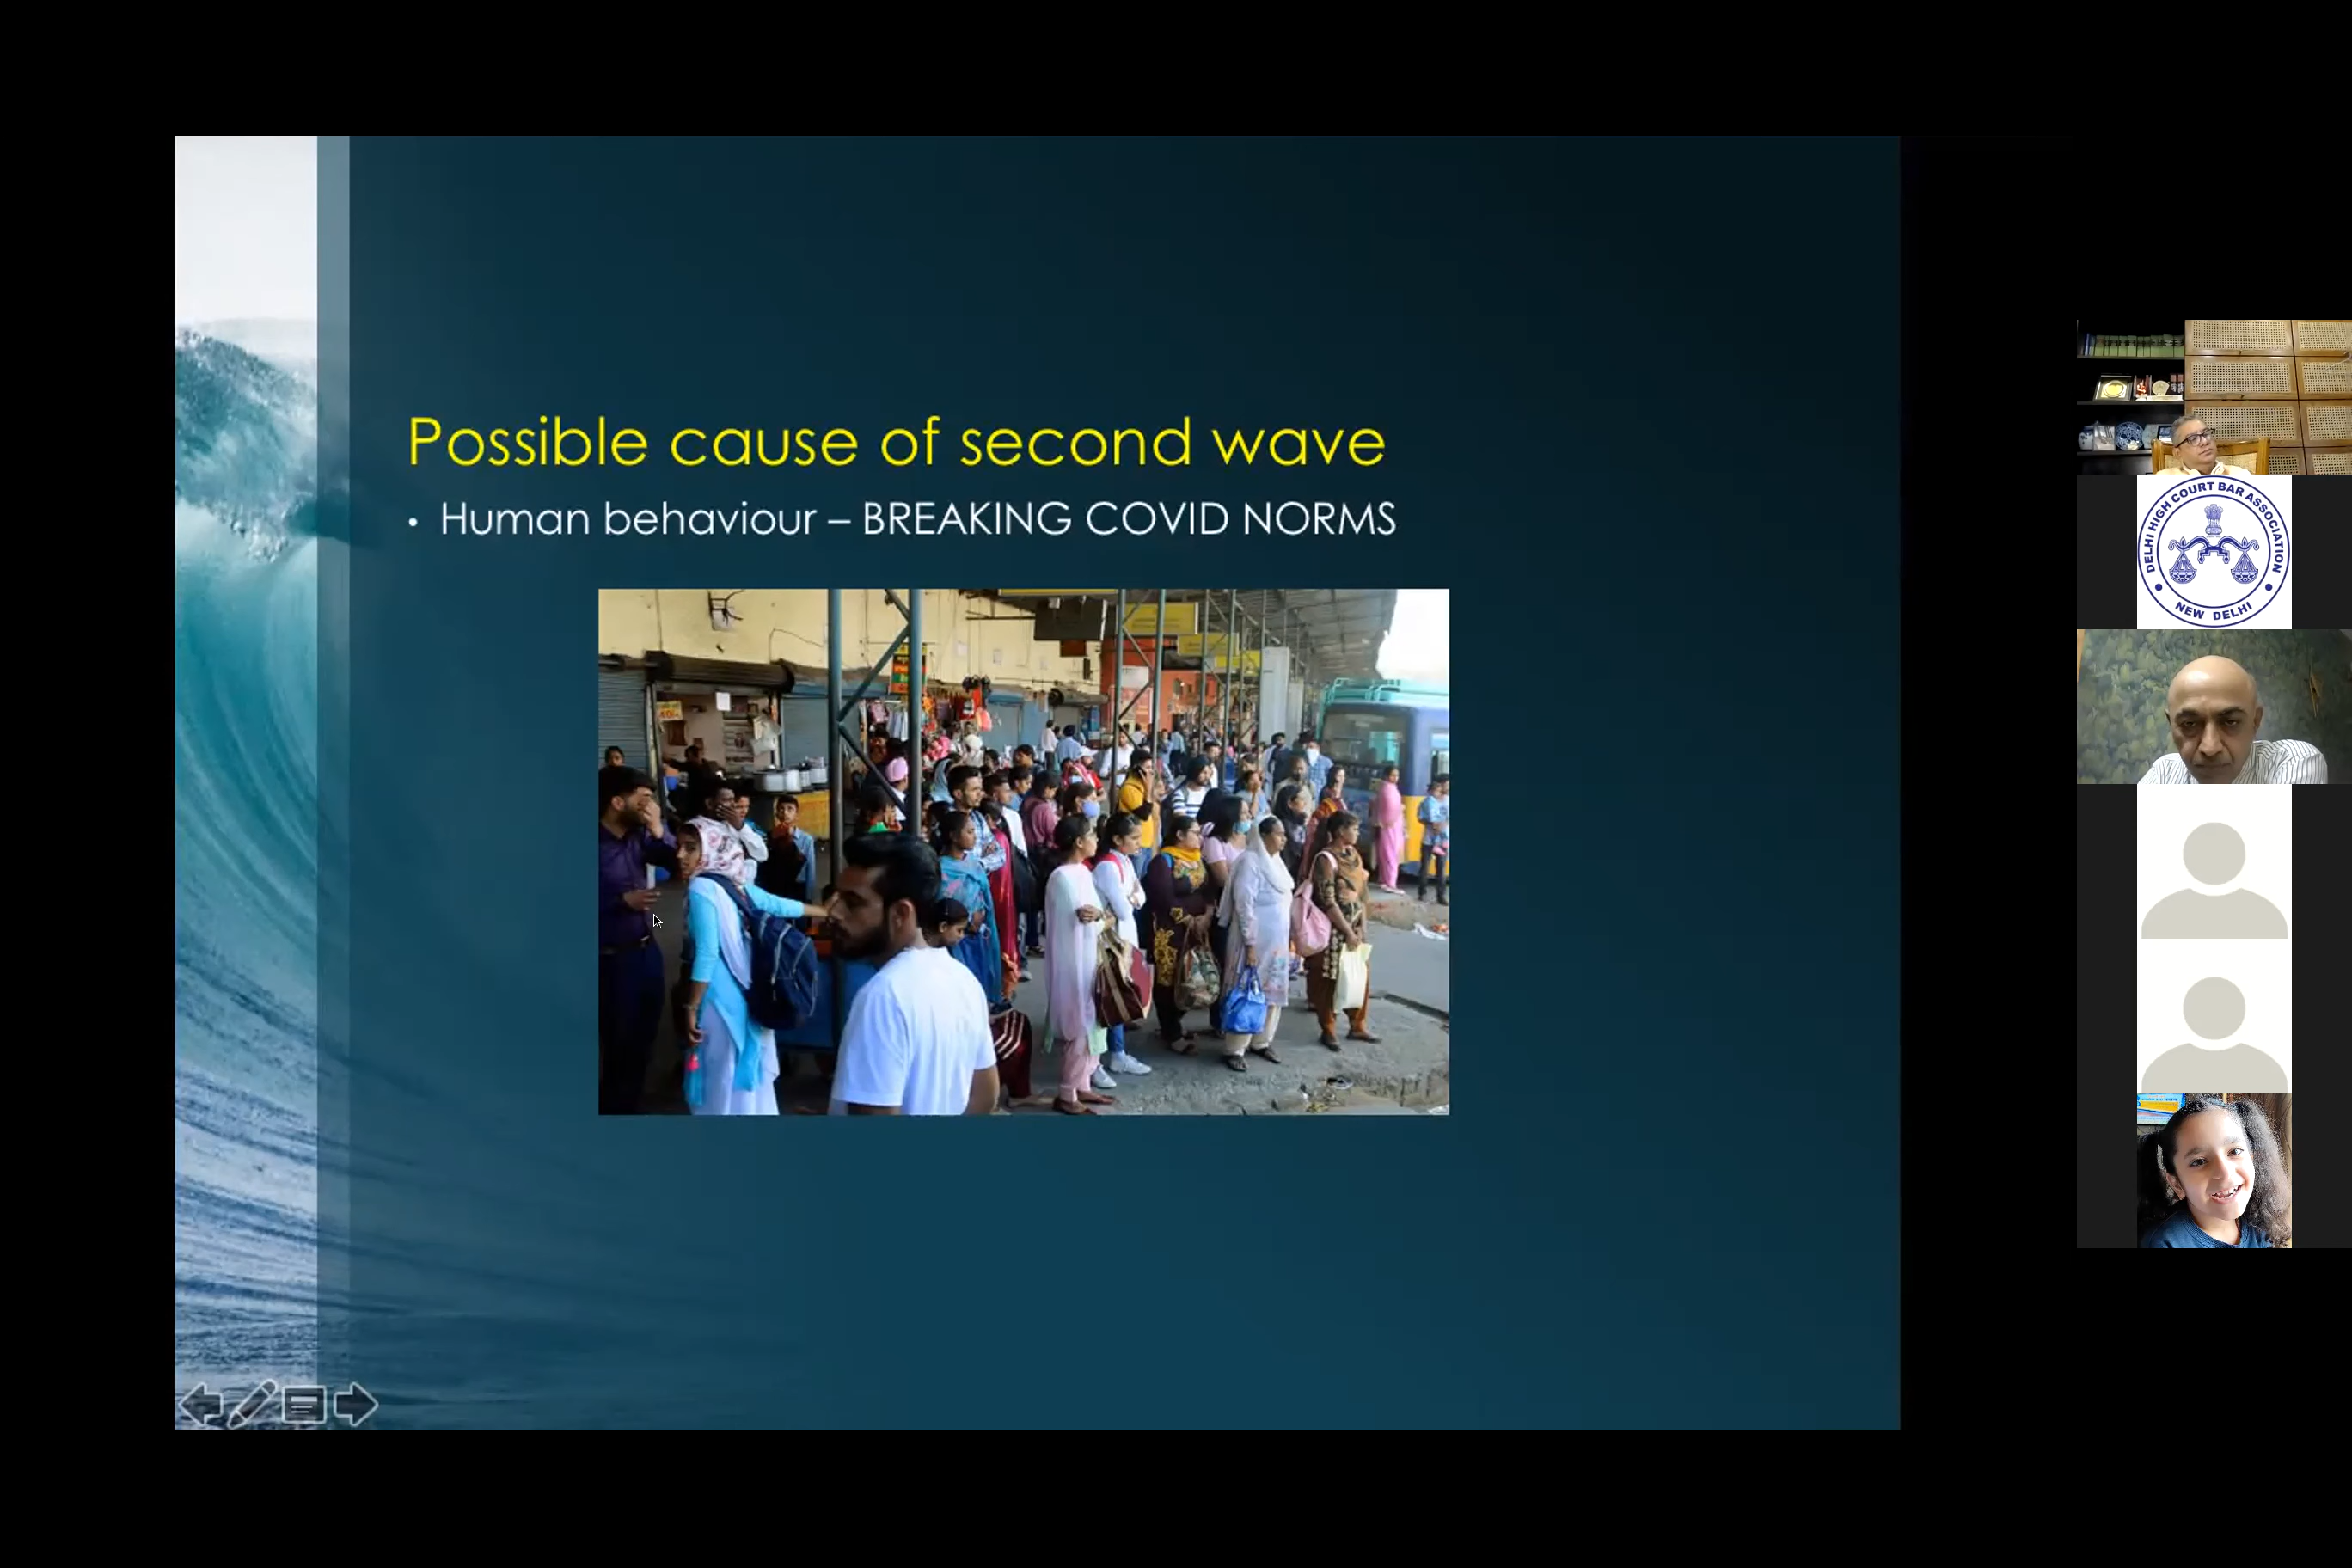 Possible cause of second wave
• Human behaviour – BREAKING COVID NORMS
DELHI HIGH COURT BAR ASSOCIATION
NEW DELHI